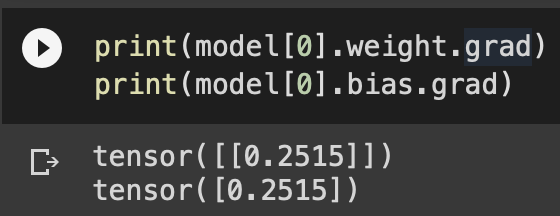 print(model[0].weight.grad)
print(model[0].bias.grad)
tensor([[0.2515]])
tensor([0.2515])